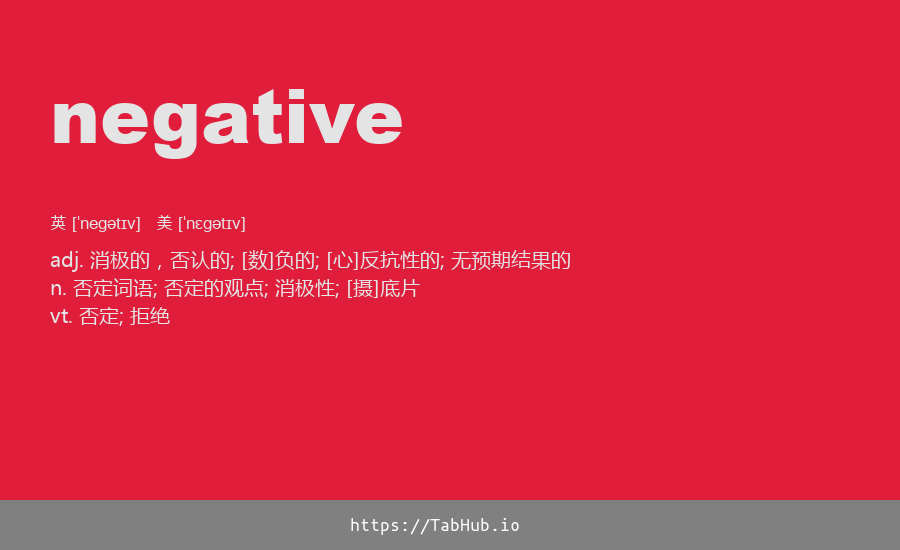 negative
英 [ˈneɡətɪv] 美 [ˈnɛɡətɪv]
adj. 消极的，否认的; [数]负的; [心]反抗性的; 无预期结果的
n. 否定词语; 否定的观点; 消极性; [摄]底片
vt. 否定; 拒绝
https://TabHub.io